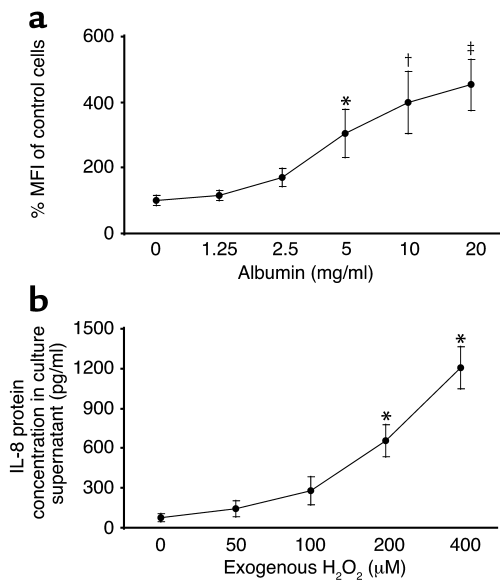 a
% MFI of control cells
600
400
200
0
*
†
‡
0 1.25 2.5 5 10 20
Albumin (mg/ml)
b
IL-8 protein
concentration in culture
supernatant (pg/ml)
1500
1200
900
600
300
0
*
*
0 50 100 200 400
Exogenous H₂O₂ (μM)